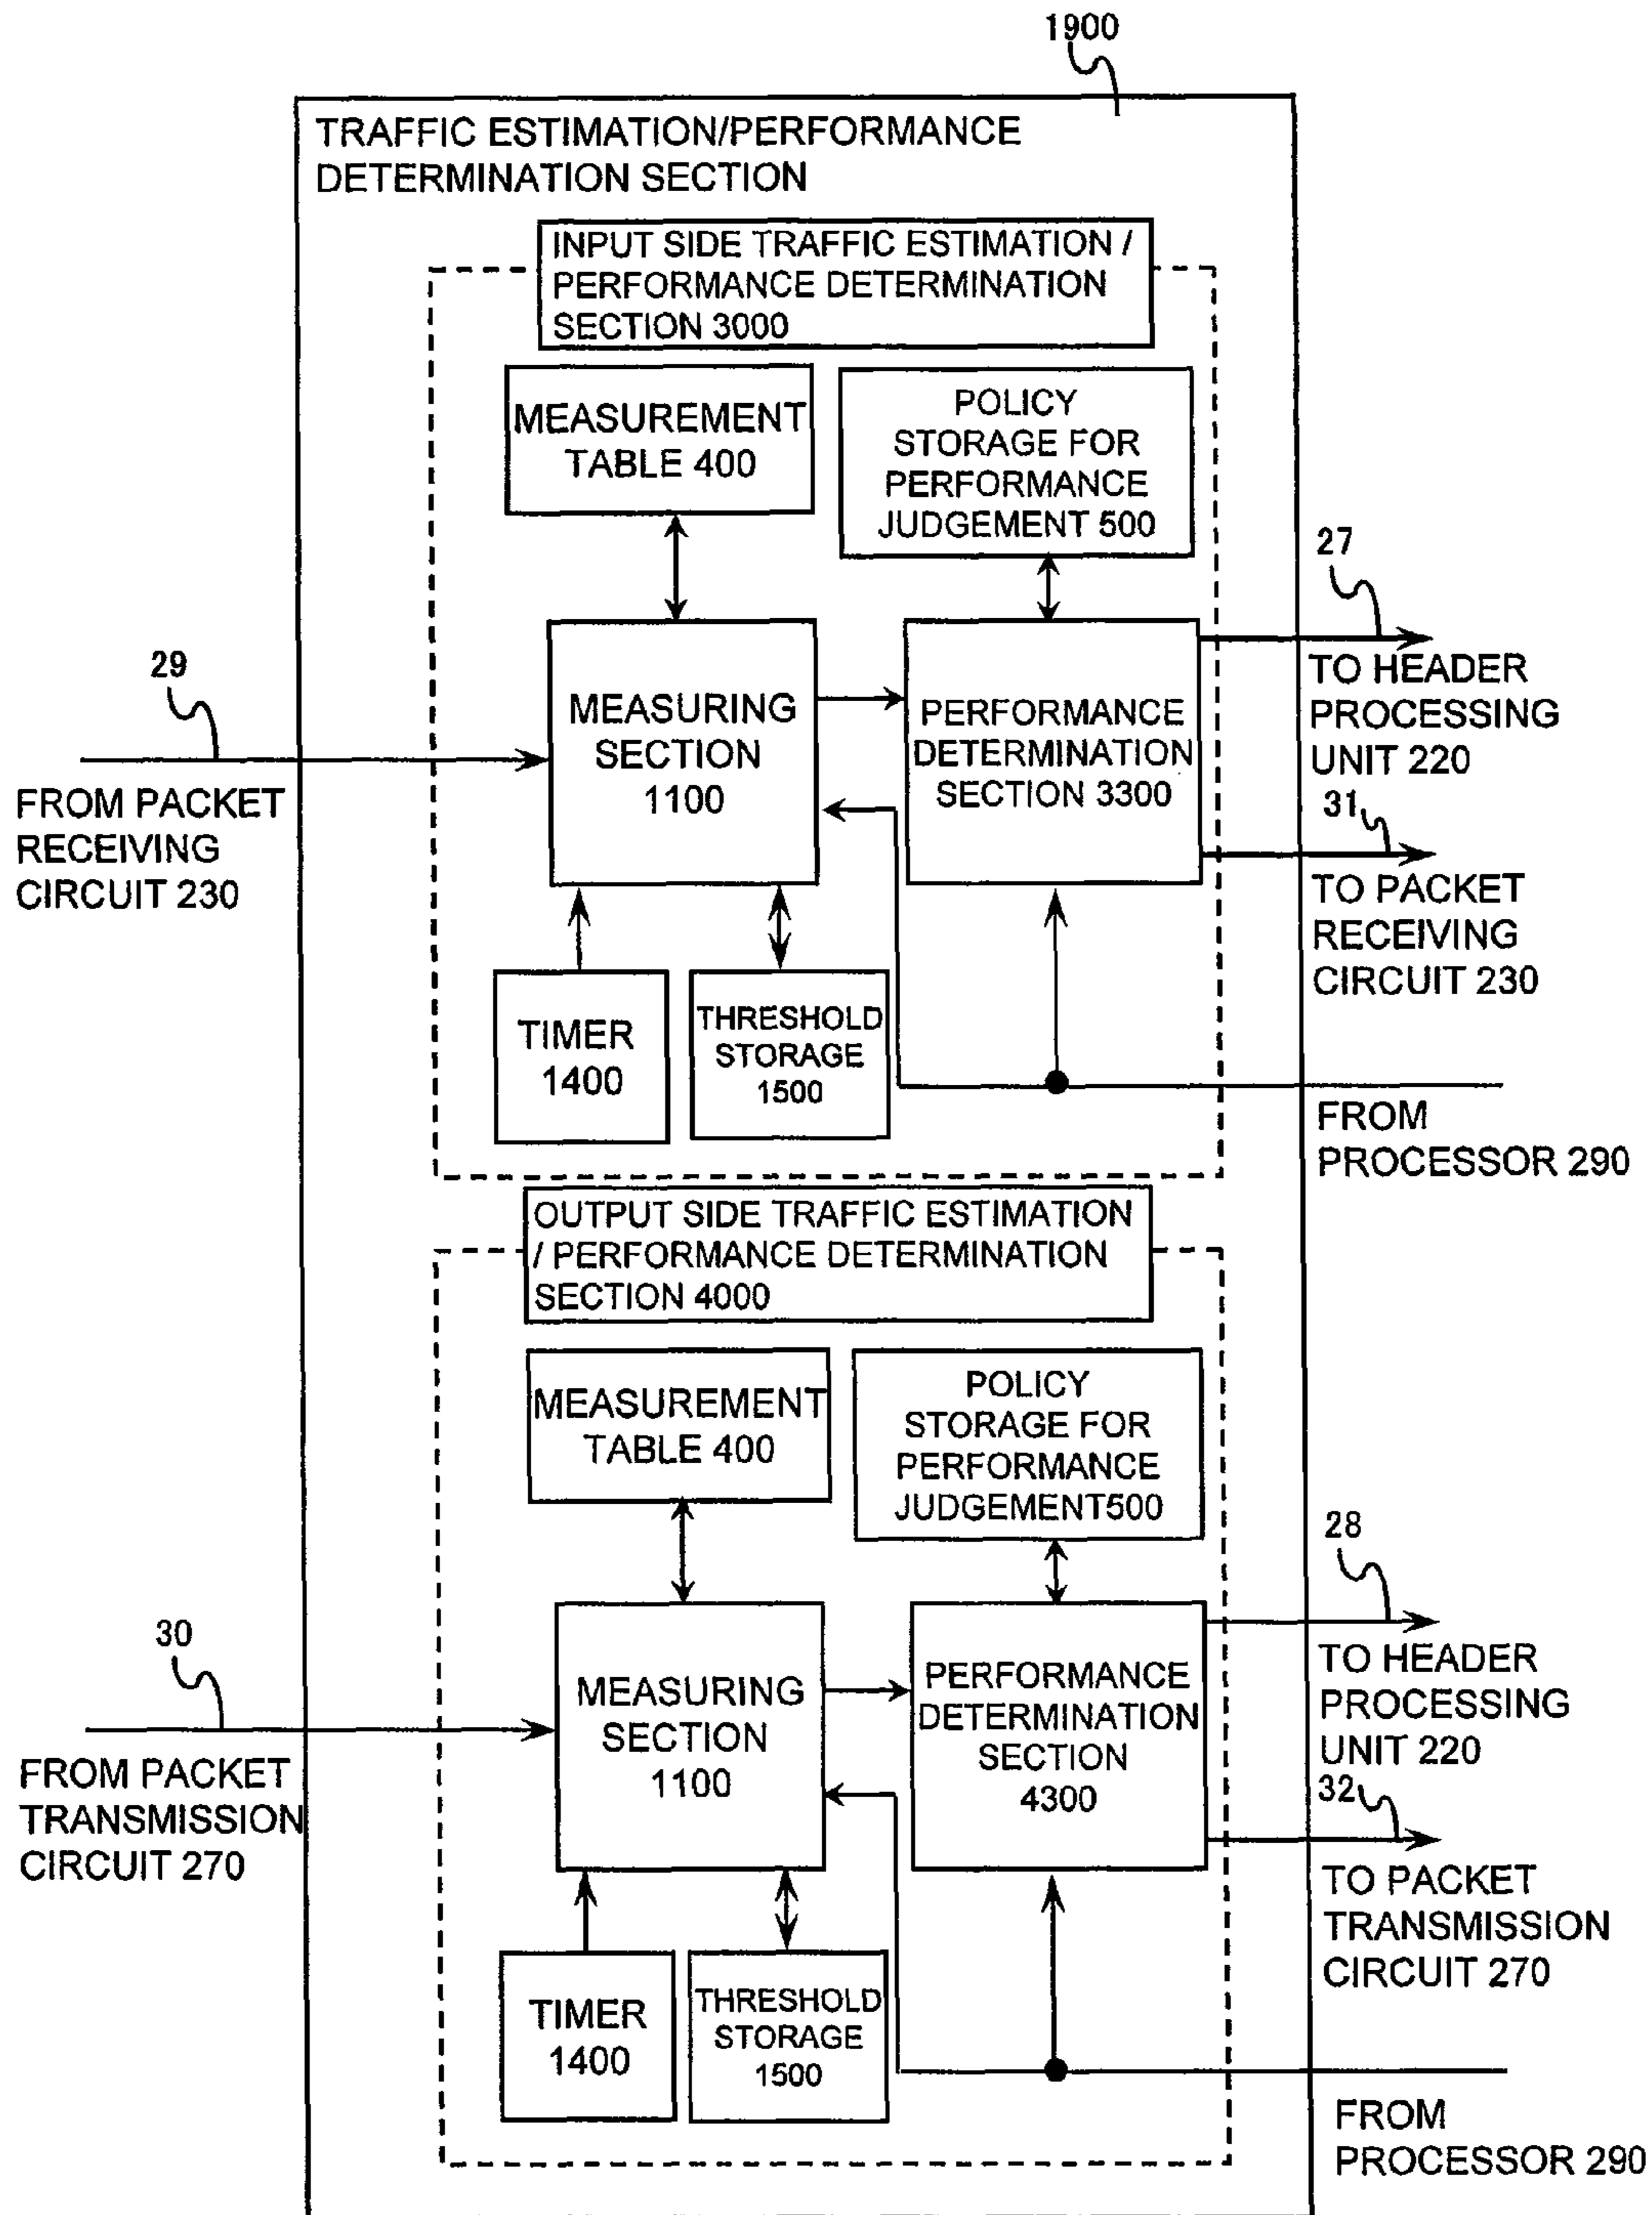 1900
TRAFFIC ESTIMATION/PERFORMANCE
DETERMINATION SECTION
INPUT SIDE TRAFFIC ESTIMATION /
PERFORMANCE DETERMINATION
SECTION 3000
MEASUREMENT
TABLE 400
POLICY
STORAGE FOR
PERFORMANCE
JUDGEMENT 500
27
TO HEADER
PROCESSING
UNIT 220
29
FROM PACKET
RECEIVING
CIRCUIT 230
MEASURING
SECTION
1100
PERFORMANCE
DETERMINATION
SECTION 3300
31
TO PACKET
RECEIVING
CIRCUIT 230
TIMER
1400
THRESHOLD
STORAGE
1500
FROM
PROCESSOR 290
OUTPUT SIDE TRAFFIC ESTIMATION
/ PERFORMANCE DETERMINATION
SECTION 4000
MEASUREMENT
TABLE 400
POLICY
STORAGE FOR
PERFORMANCE
JUDGEMENT500
28
TO HEADER
PROCESSING
UNIT 220
30
FROM PACKET
TRANSMISSION
CIRCUIT 270
MEASURING
SECTION
1100
PERFORMANCE
DETERMINATION
SECTION
4300
32
TO PACKET
TRANSMISSION
CIRCUIT 270
TIMER
1400
THRESHOLD
STORAGE
1500
FROM
PROCESSOR 290